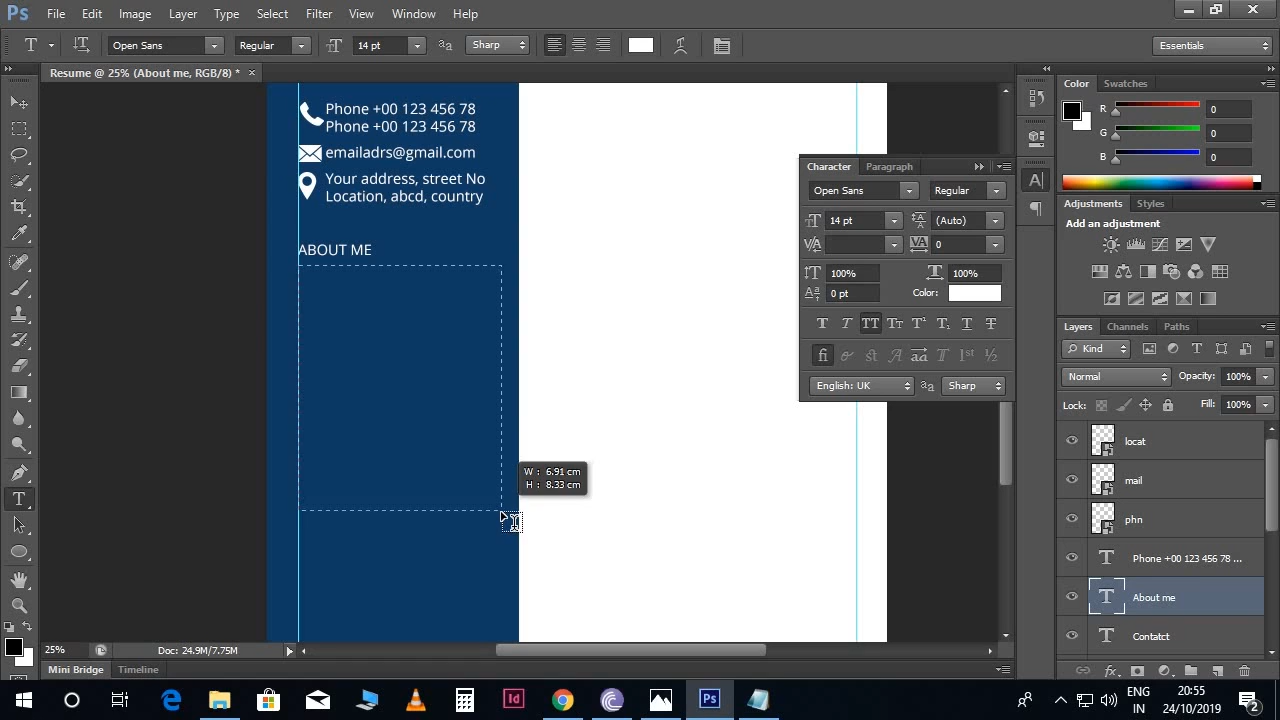 Ps File Edit Image Layer Type Select Filter View Window Help
T Open Sans Regular 14 pt Sharp Essentials
Resume @ 25% (About me, RGB/8) * ×
Phone +00 123 456 78
Phone +00 123 456 78
emailadrs@gmail.com
Your address, street No
Location, abcd, country
ABOUT ME
W : 6.91 cm
H : 8.33 cm
Character Paragraph
Open Sans Regular
14 pt (Auto)
0
100% 100%
0 pt Color:
English: UK Sharp
Color Swatches
R 0
G 0
B 0
Adjustments Styles
Add an adjustment
Layers Channels Paths
Kind
Normal Opacity: 100%
Lock: Fill: 100%
locat
mail
phn
Phone +00 123 456 78 ...
About me
Contatct
25% Doc: 24.9M/7.75M
Mini Bridge Timeline
ENG
IN
20:55
24/10/2019
2